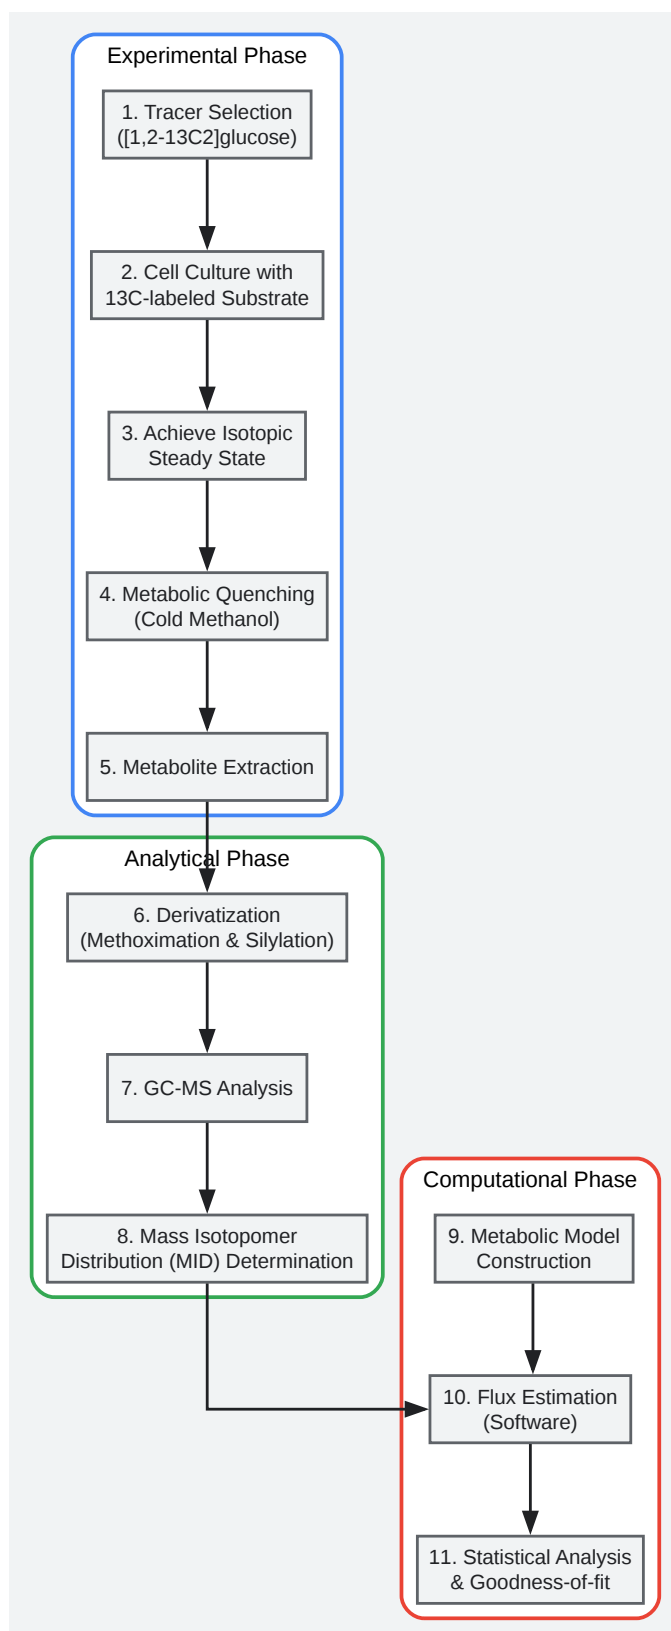 Experimental Phase
1. Tracer Selection
([1,2-13C2]glucose)
2. Cell Culture with
13C-labeled Substrate
3. Achieve Isotopic
Steady State
4. Metabolic Quenching
(Cold Methanol)
5. Metabolite Extraction
Analytical Phase
6. Derivatization
(Methoximation & Silylation)
7. GC-MS Analysis
8. Mass Isotopomer
Distribution (MID) Determination
Computational Phase
9. Metabolic Model
Construction
10. Flux Estimation
(Software)
11. Statistical Analysis
& Goodness-of-fit